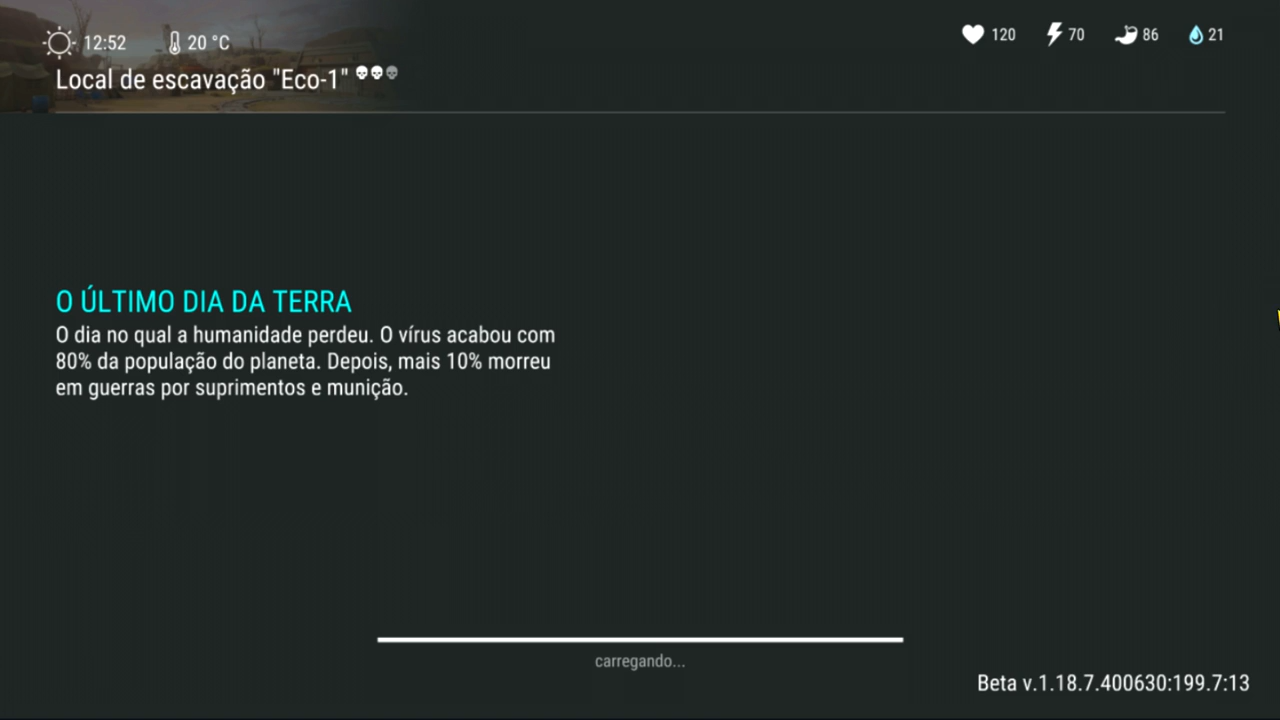 12:52 20 °C
120 70 86 21
Local de escavação "Eco-1"
O ÚLTIMO DIA DA TERRA
O dia no qual a humanidade perdeu. O vírus acabou com
80% da população do planeta. Depois, mais 10% morreu
em guerras por suprimentos e munição.
carregando...
Beta v.1.18.7.400630:199.7:13